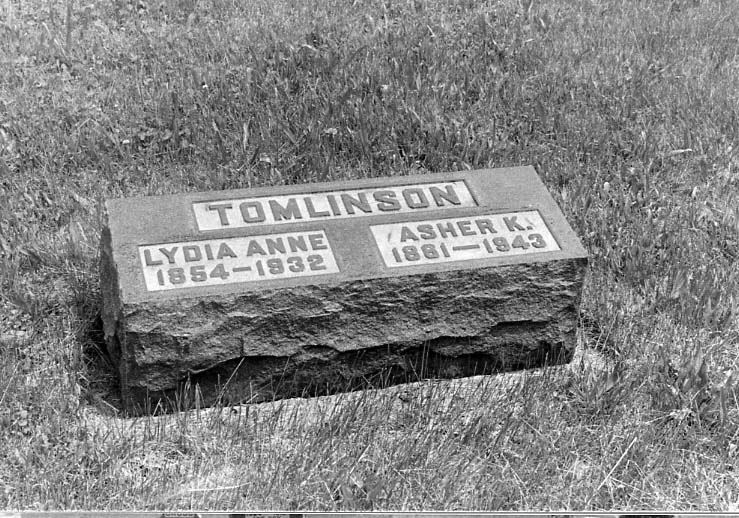 TOMLINSON
LYDIA ANNE
1854-1932
ASHER K.
1861-1943